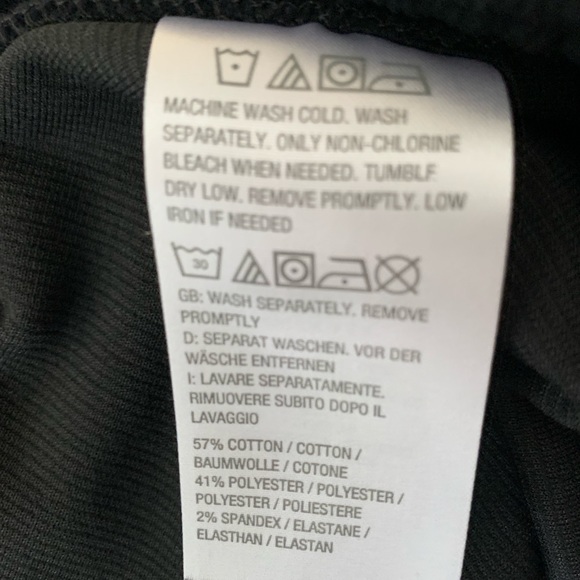 MACHINE WASH COLD. WASH
SEPARATELY. ONLY NON-CHLORINE
BLEACH WHEN NEEDED. TUMBLE
DRY LOW. REMOVE PROMPTLY. LOW
IRON IF NEEDED
30
GB: WASH SEPARATELY. REMOVE
PROMPTLY
D: SEPARAT WASCHEN. VOR DER
WÄSCHE ENTFERNEN
I: LAVARE SEPARATAMENTE.
RIMUOVERE SUBITO DOPO IL
LAVAGGIO
57% COTTON / COTTON /
BAUMWOLLE / COTONE
41% POLYESTER / POLYESTER /
POLYESTER / POLIESTERE
2% SPANDEX / ELASTANE /
ELASTHAN / ELASTAN